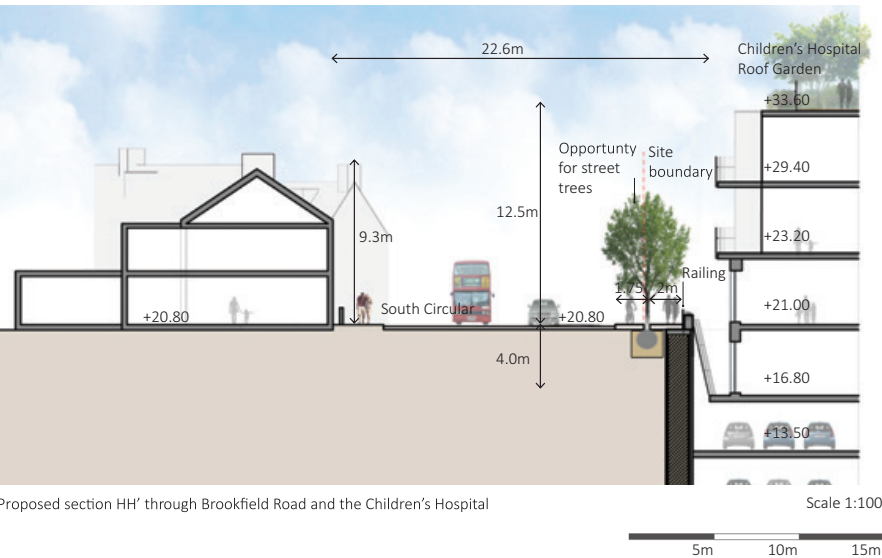 22.6m
Children's Hospital
Roof Garden
+33.60
Opportunty
for street
trees
Site
boundary
+29.40
12.5m
9.3m
+23.20
Railing
1.75
2m
South Circular
+20.80
+20.80
+21.00
4.0m
+16.80
+13.50
Proposed section HH' through Brookfield Road and the Children's Hospital
Scale 1:100
5m
10m
15m